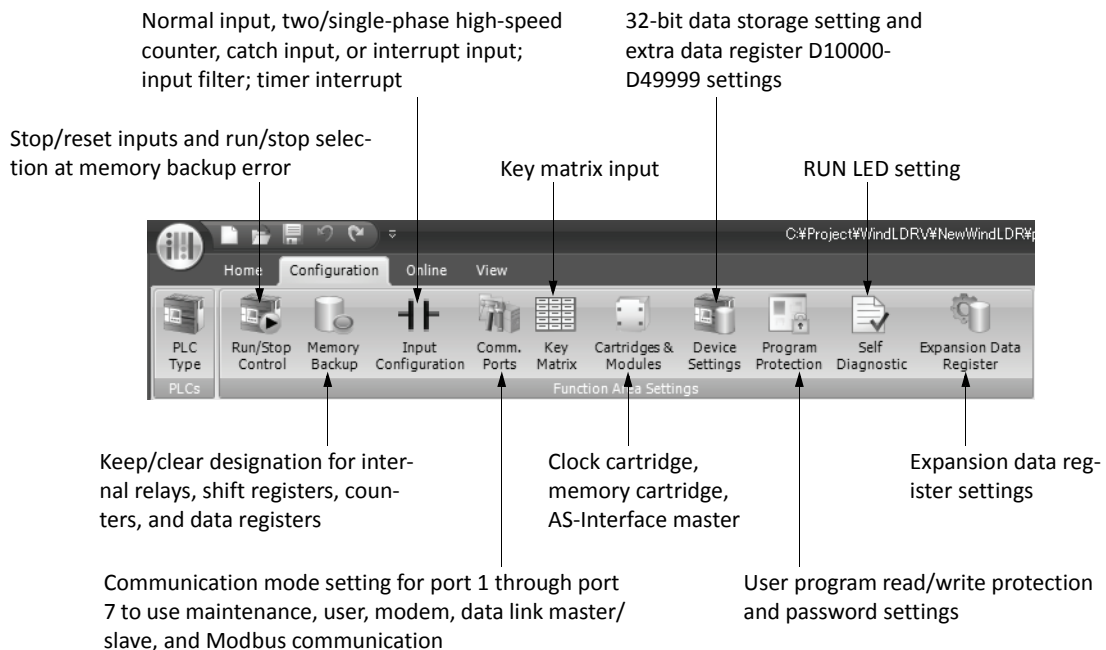 Normal input, two/single-phase high-speed
counter, catch input, or interrupt input;
input filter; timer interrupt
32-bit data storage setting and
extra data register D10000-
D49999 settings
Stop/reset inputs and run/stop selec-
tion at memory backup error
Key matrix input
RUN LED setting
C:¥Project¥WindLDRV¥NewWindLDR¥p
Home Configuration Online View
PLC
Type
Run/Stop
Control
Memory
Backup
Input
Configuration
Comm.
Ports
Key
Matrix
Cartridges &
Modules
Device
Settings
Program
Protection
Self
Diagnostic
Expansion Data
Register
PLCs
Function Area Settings
Keep/clear designation for inter-
nal relays, shift registers, coun-
ters, and data registers
Clock cartridge,
memory cartridge,
AS-Interface master
Expansion data reg-
ister settings
Communication mode setting for port 1 through port
7 to use maintenance, user, modem, data link master/
slave, and Modbus communication
User program read/write protection
and password settings